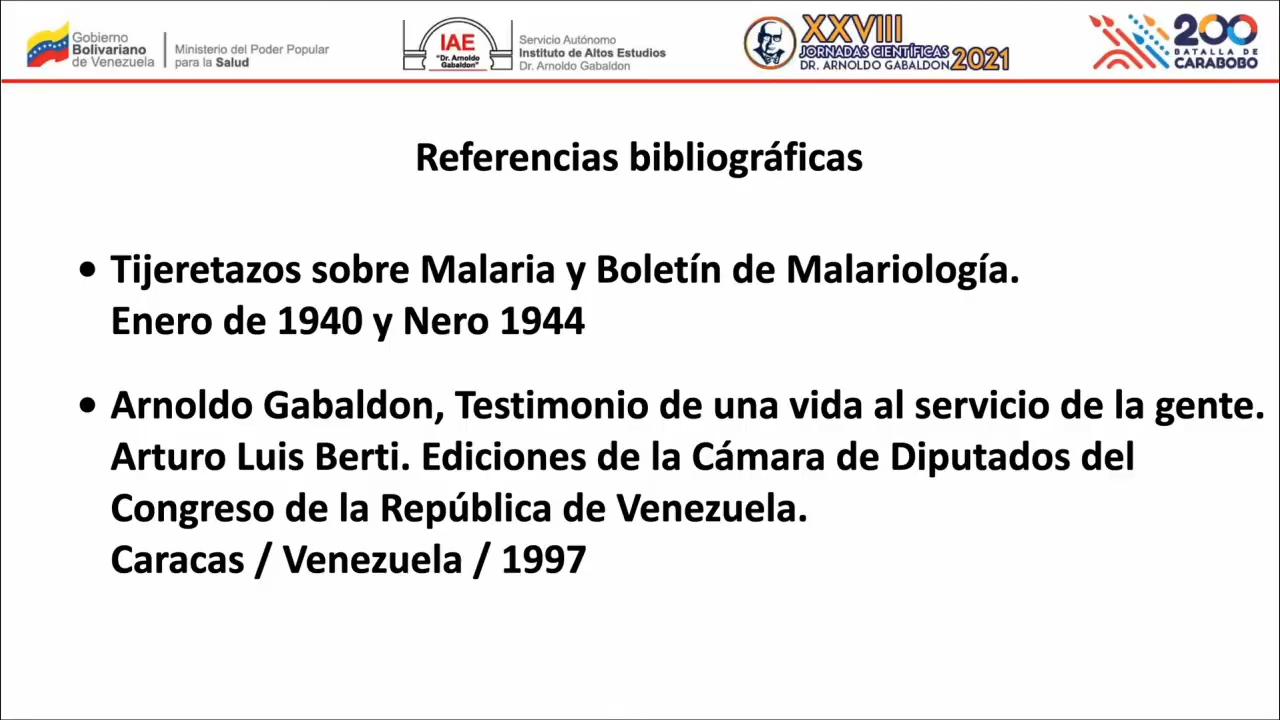 Gobierno
Bolivariano
de Venezuela
Ministerio del Poder Popular
para la Salud
IAE
"Dr. Arnoldo
Gabaldon"
Servicio Autónomo
Instituto de Altos Estudios
Dr. Arnoldo Gabaldon
XXVIII
JORNADAS CIENTÍFICAS
DR. ARNOLDO GABALDON 2021
200
BATALLA DE
CARABOBO
Referencias bibliográficas
• Tijeretazos sobre Malaria y Boletín de Malariología.
Enero de 1940 y Nero 1944
• Arnoldo Gabaldon, Testimonio de una vida al servicio de la gente.
Arturo Luis Berti. Ediciones de la Cámara de Diputados del
Congreso de la República de Venezuela.
Caracas / Venezuela / 1997